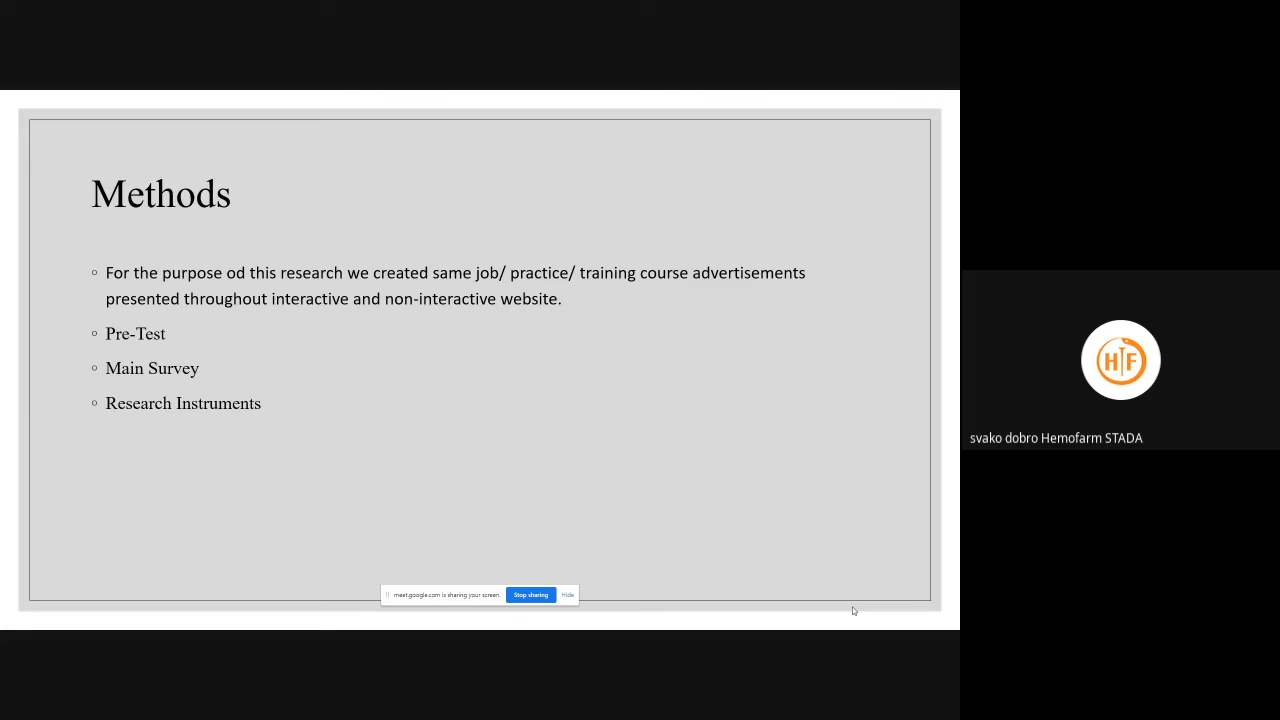 Methods
For the purpose od this research we created same job/ practice/ training course advertisements
presented throughout interactive and non-interactive website.
Pre-Test
Main Survey
Research Instruments
meet.google.com is sharing your screen. Stop sharing Hide
HF
svako dobro Hemofarm STADA